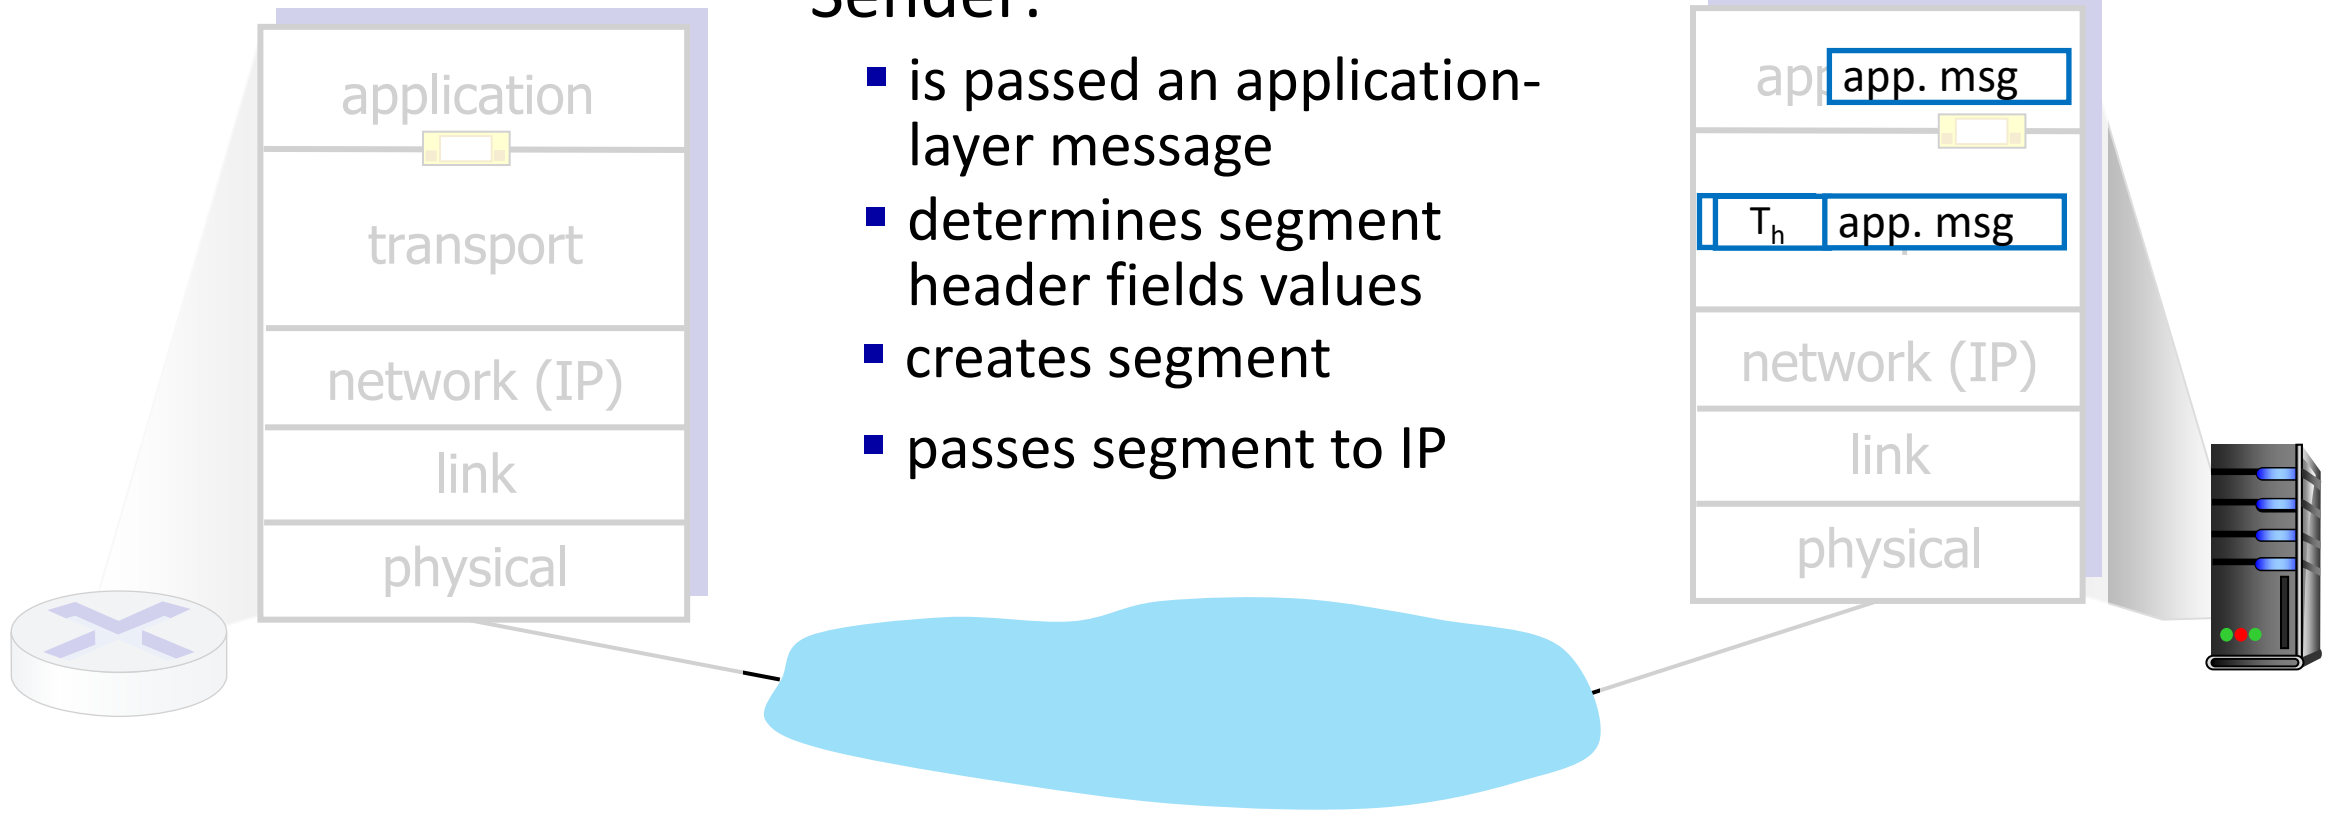 application
transport
network (IP)
link
physical
Sender:
is passed an application-
layer message
determines segment
header fields values
creates segment
passes segment to IP
app. msg
Th app. msg
network (IP)
link
physical